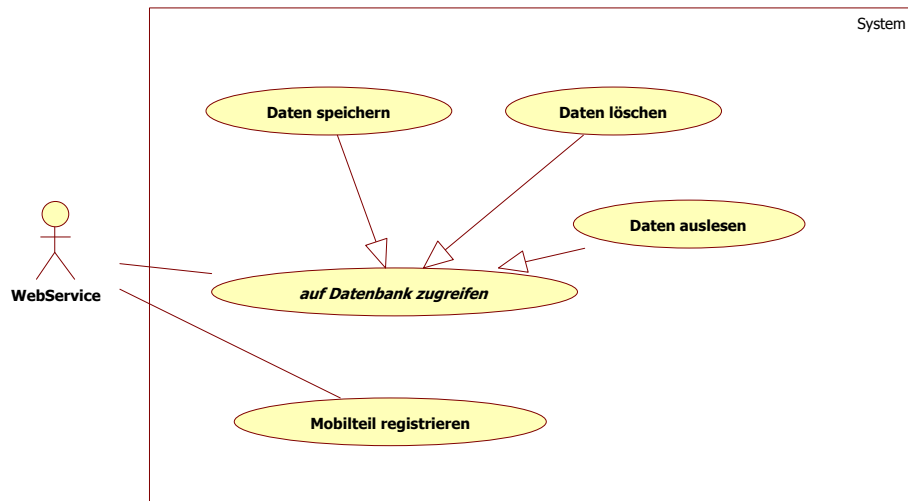 System
Daten speichern
Daten löschen
Daten auslesen
WebService
auf Datenbank zugreifen
Mobilteil registrieren